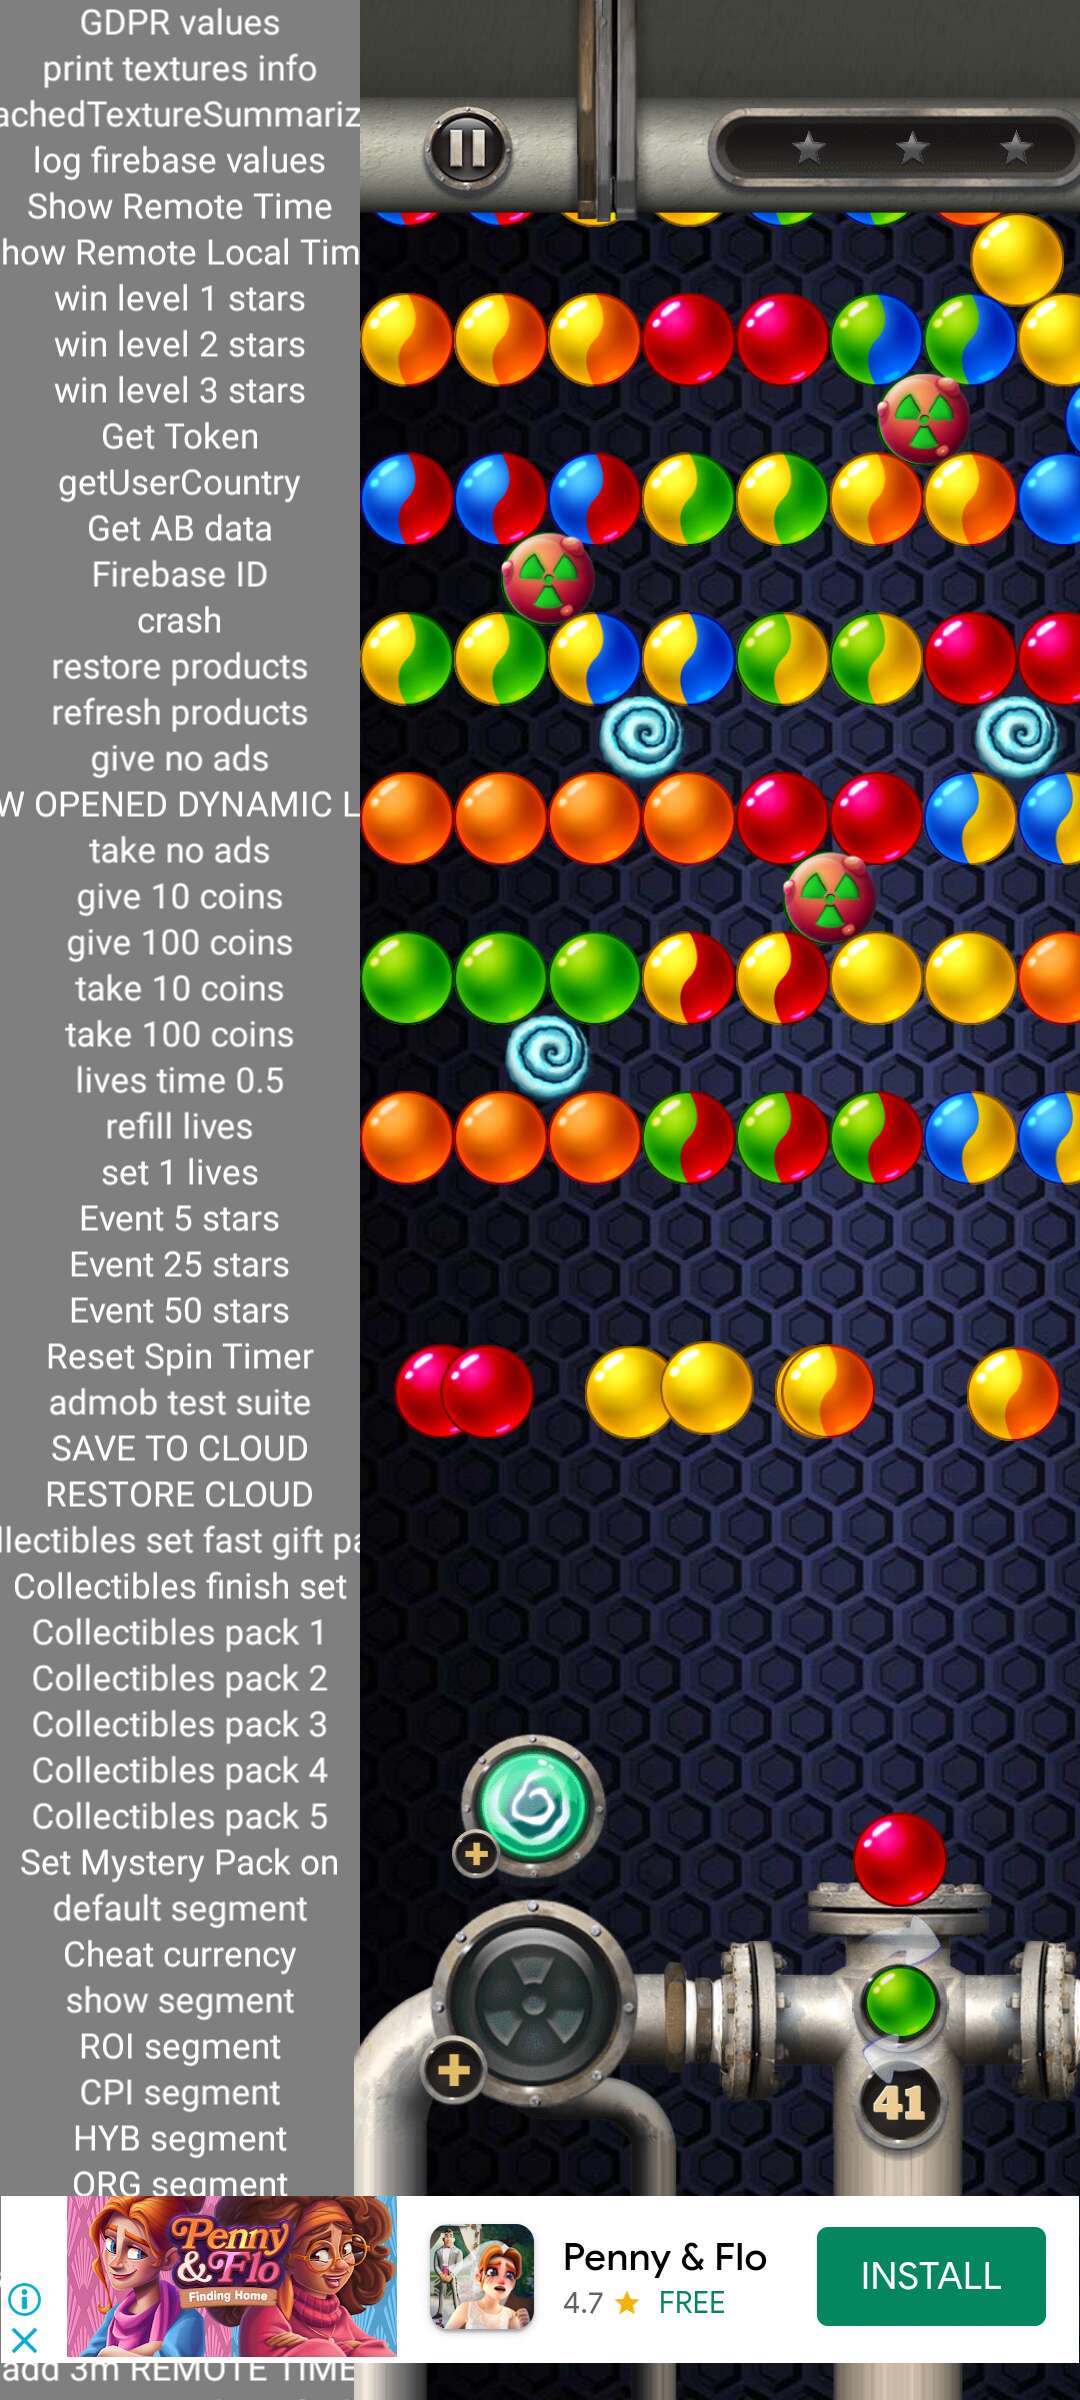 GDPR values
print textures info
achedTextureSummariz
log firebase values
Show Remote Time
how Remote Local Tim
win level 1 stars
win level 2 stars
win level 3 stars
Get Token
getUserCountry
Get AB data
Firebase ID
crash
restore products
refresh products
give no ads
W OPENED DYNAMIC L
take no ads
give 10 coins
give 100 coins
take 10 coins
take 100 coins
lives time 0.5
refill lives
set 1 lives
Event 5 stars
Event 25 stars
Event 50 stars
Reset Spin Timer
admob test suite
SAVE TO CLOUD
RESTORE CLOUD
llectibles set fast gift pa
Collectibles finish set
Collectibles pack 1
Collectibles pack 2
Collectibles pack 3
Collectibles pack 4
Collectibles pack 5
Set Mystery Pack on
default segment
Cheat currency
show segment
ROI segment
CPI segment
HYB segment
ORG segment
41
Penny
&Flo
Finding Home
Penny & Flo
4.7 ★ FREE
INSTALL
add 3m REMOTE TIME